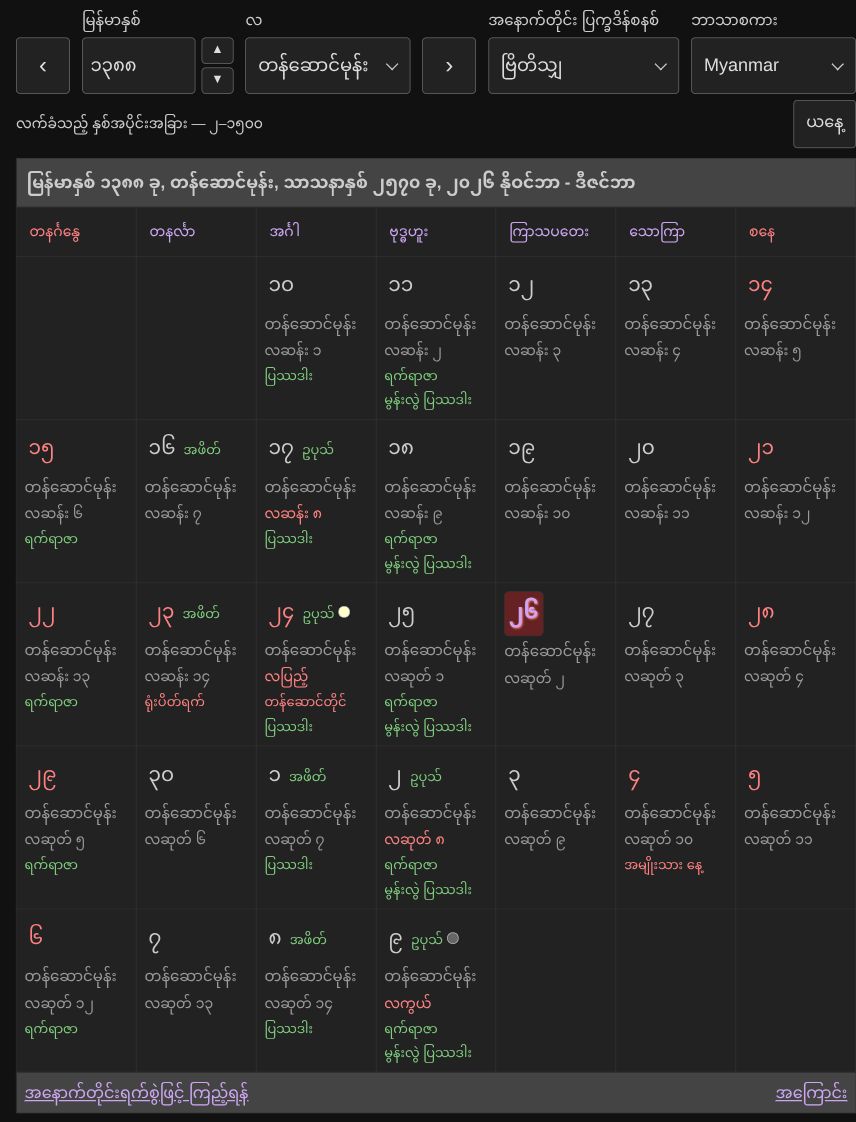 မြန်မာနှစ် လ အနောက်တိုင်း ပြက္ခဒိန်စနစ် ဘာသာစကား
‹ ၁၃၈၈ ▲ ▼ တန်ဆောင်မုန်း › ဗြိတိသျှ Myanmar
လက်ခံသည့် နှစ်အပိုင်းအခြား — ၂–၁၅၀၀ ယနေ့
မြန်မာနှစ် ၁၃၈၈ ခု, တန်ဆောင်မုန်း, သာသနာနှစ် ၂၅၇၀ ခု, ၂၀၂၆ နိုဝင်ဘာ - ဒီဇင်ဘာ
တနင်္ဂနွေ တနင်္လာ အင်္ဂါ ဗုဒ္ဓဟူး ကြာသပတေး သောကြာ စနေ
၁၀ ၁၁ ၁၂ ၁၃ ၁၄
တန်ဆောင်မုန်း တန်ဆောင်မုန်း တန်ဆောင်မုန်း တန်ဆောင်မုန်း တန်ဆောင်မုန်း
လဆန်း ၁ လဆန်း ၂ လဆန်း ၃ လဆန်း ၄ လဆန်း ၅
ပြဿဒါး ရက်ရာဇာ
မွန်းလွဲ ပြဿဒါး
၁၅ ၁၆ အဖိတ် ၁၇ ဥပုသ် ၁၈ ၁၉ ၂၀ ၂၁
တန်ဆောင်မုန်း တန်ဆောင်မုန်း တန်ဆောင်မုန်း တန်ဆောင်မုန်း တန်ဆောင်မုန်း တန်ဆောင်မုန်း တန်ဆောင်မုန်း
လဆန်း ၆ လဆန်း ၇ လဆန်း ၈ လဆန်း ၉ လဆန်း ၁၀ လဆန်း ၁၁ လဆန်း ၁၂
ရက်ရာဇာ ပြဿဒါး ရက်ရာဇာ
မွန်းလွဲ ပြဿဒါး
၂၂ ၂၃ အဖိတ် ၂၄ ဥပုသ် ၂၅ ၂၆ ၂၇ ၂၈
တန်ဆောင်မုန်း တန်ဆောင်မုန်း တန်ဆောင်မုန်း တန်ဆောင်မုန်း တန်ဆောင်မုန်း တန်ဆောင်မုန်း တန်ဆောင်မုန်း
လဆန်း ၁၃ လဆန်း ၁၄ လပြည့် လဆုတ် ၁ လဆုတ် ၂ လဆုတ် ၃ လဆုတ် ၄
ရက်ရာဇာ ရုံးပိတ်ရက် တန်ဆောင်တိုင် ရက်ရာဇာ
ပြဿဒါး မွန်းလွဲ ပြဿဒါး
၂၉ ၃၀ ၁ အဖိတ် ၂ ဥပုသ် ၃ ၄ ၅
တန်ဆောင်မုန်း တန်ဆောင်မုန်း တန်ဆောင်မုန်း တန်ဆောင်မုန်း တန်ဆောင်မုန်း တန်ဆောင်မုန်း တန်ဆောင်မုန်း
လဆုတ် ၅ လဆုတ် ၆ လဆုတ် ၇ လဆုတ် ၈ လဆုတ် ၉ လဆုတ် ၁၀ လဆုတ် ၁၁
ရက်ရာဇာ ပြဿဒါး ရက်ရာဇာ အမျိုးသား နေ့
မွန်းလွဲ ပြဿဒါး
၆ ၇ ၈ အဖိတ် ၉ ဥပုသ်
တန်ဆောင်မုန်း တန်ဆောင်မုန်း တန်ဆောင်မုန်း တန်ဆောင်မုန်း
လဆုတ် ၁၂ လဆုတ် ၁၃ လဆုတ် ၁၄ လကွယ်
ရက်ရာဇာ ပြဿဒါး ရက်ရာဇာ
မွန်းလွဲ ပြဿဒါး
အနောက်တိုင်းရက်စွဲဖြင့် ကြည့်ရန် အကြောင်း